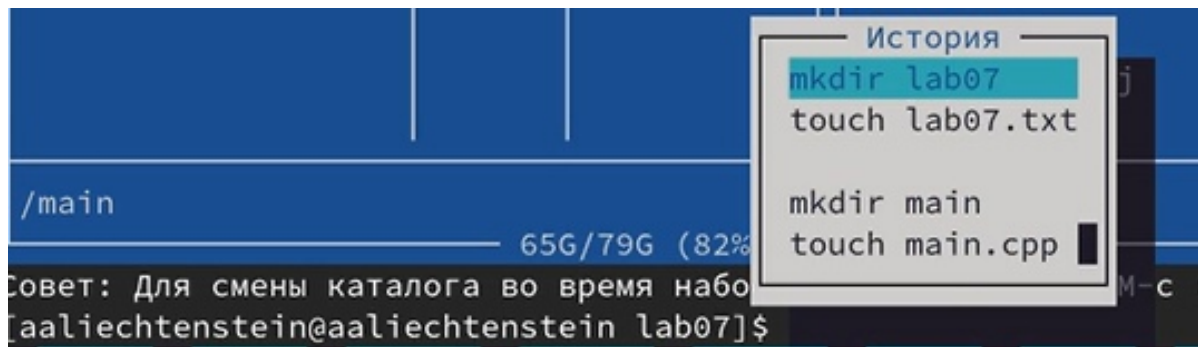 История
mkdir lab07
j
touch lab07.txt
/main
mkdir main
65G/79G (82%
touch main.cpp
Совет: Для смены каталога во время набо
M-c
[aaliechtenstein@aaliechtenstein lab07]$